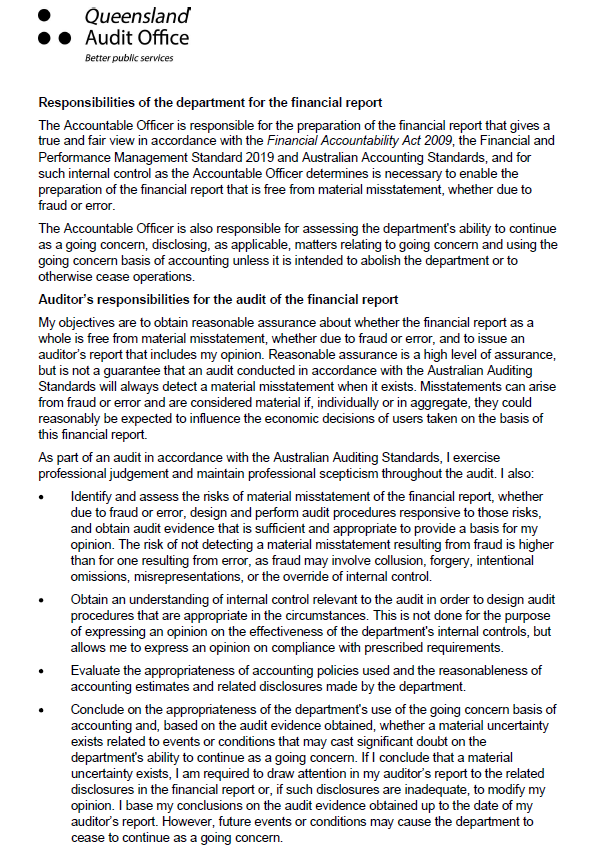 Queensland
Audit Office
Better public services
Responsibilities of the department for the financial report
The Accountable Officer is responsible for the preparation of the financial report that gives a
true and fair view in accordance with the Financial Accountability Act 2009, the Financial and
Performance Management Standard 2019 and Australian Accounting Standards, and for
such internal control as the Accountable Officer determines is necessary to enable the
preparation of the financial report that is free from material misstatement, whether due to
fraud or error.
The Accountable Officer is also responsible for assessing the department's ability to continue
as a going concern, disclosing, as applicable, matters relating to going concern and using the
going concern basis of accounting unless it is intended to abolish the department or to
otherwise cease operations.
Auditor's responsibilities for the audit of the financial report
My objectives are to obtain reasonable assurance about whether the financial report as a
whole is free from material misstatement, whether due to fraud or error, and to issue an
auditor's report that includes my opinion. Reasonable assurance is a high level of assurance,
but is not a guarantee that an audit conducted in accordance with the Australian Auditing
Standards will always detect a material misstatement when it exists. Misstatements can arise
from fraud or error and are considered material if, individually or in aggregate, they could
reasonably be expected to influence the economic decisions of users taken on the basis of
this financial report.
As part of an audit in accordance with the Australian Auditing Standards, I exercise
professional judgement and maintain professional scepticism throughout the audit. I also:
• Identify and assess the risks of material misstatement of the financial report, whether
due to fraud or error, design and perform audit procedures responsive to those risks,
and obtain audit evidence that is sufficient and appropriate to provide a basis for my
opinion. The risk of not detecting a material misstatement resulting from fraud is higher
than for one resulting from error, as fraud may involve collusion, forgery, intentional
omissions, misrepresentations, or the override of internal control.
• Obtain an understanding of internal control relevant to the audit in order to design audit
procedures that are appropriate in the circumstances. This is not done for the purpose
of expressing an opinion on the effectiveness of the department's internal controls, but
allows me to express an opinion on compliance with prescribed requirements.
• Evaluate the appropriateness of accounting policies used and the reasonableness of
accounting estimates and related disclosures made by the department.
• Conclude on the appropriateness of the department's use of the going concern basis of
accounting and, based on the audit evidence obtained, whether a material uncertainty
exists related to events or conditions that may cast significant doubt on the
department's ability to continue as a going concern. If I conclude that a material
uncertainty exists, I am required to draw attention in my auditor's report to the related
disclosures in the financial report or, if such disclosures are inadequate, to modify my
opinion. I base my conclusions on the audit evidence obtained up to the date of my
auditor's report. However, future events or conditions may cause the department to
cease to continue as a going concern.